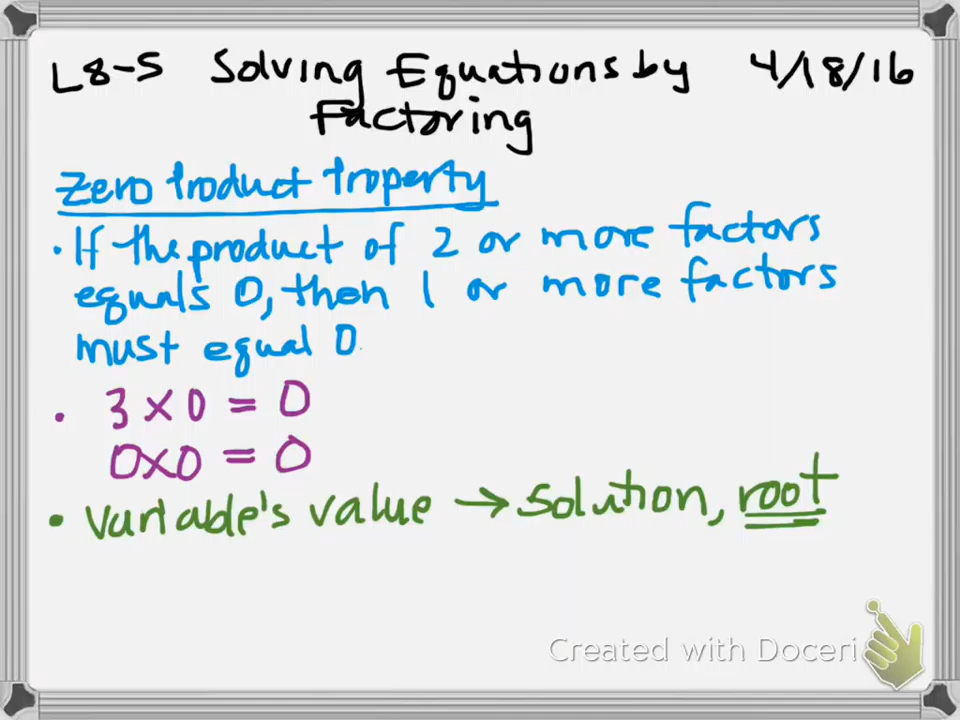 L8-5 Solving Equations by 4/18/16
Factoring
Zero Product Property
• If the product of 2 or more factors
equals 0, then 1 or more factors
must equal 0.
• 3 × 0 = 0
0×0 = 0
• Variable's value → Solution, root
Created with Doceri